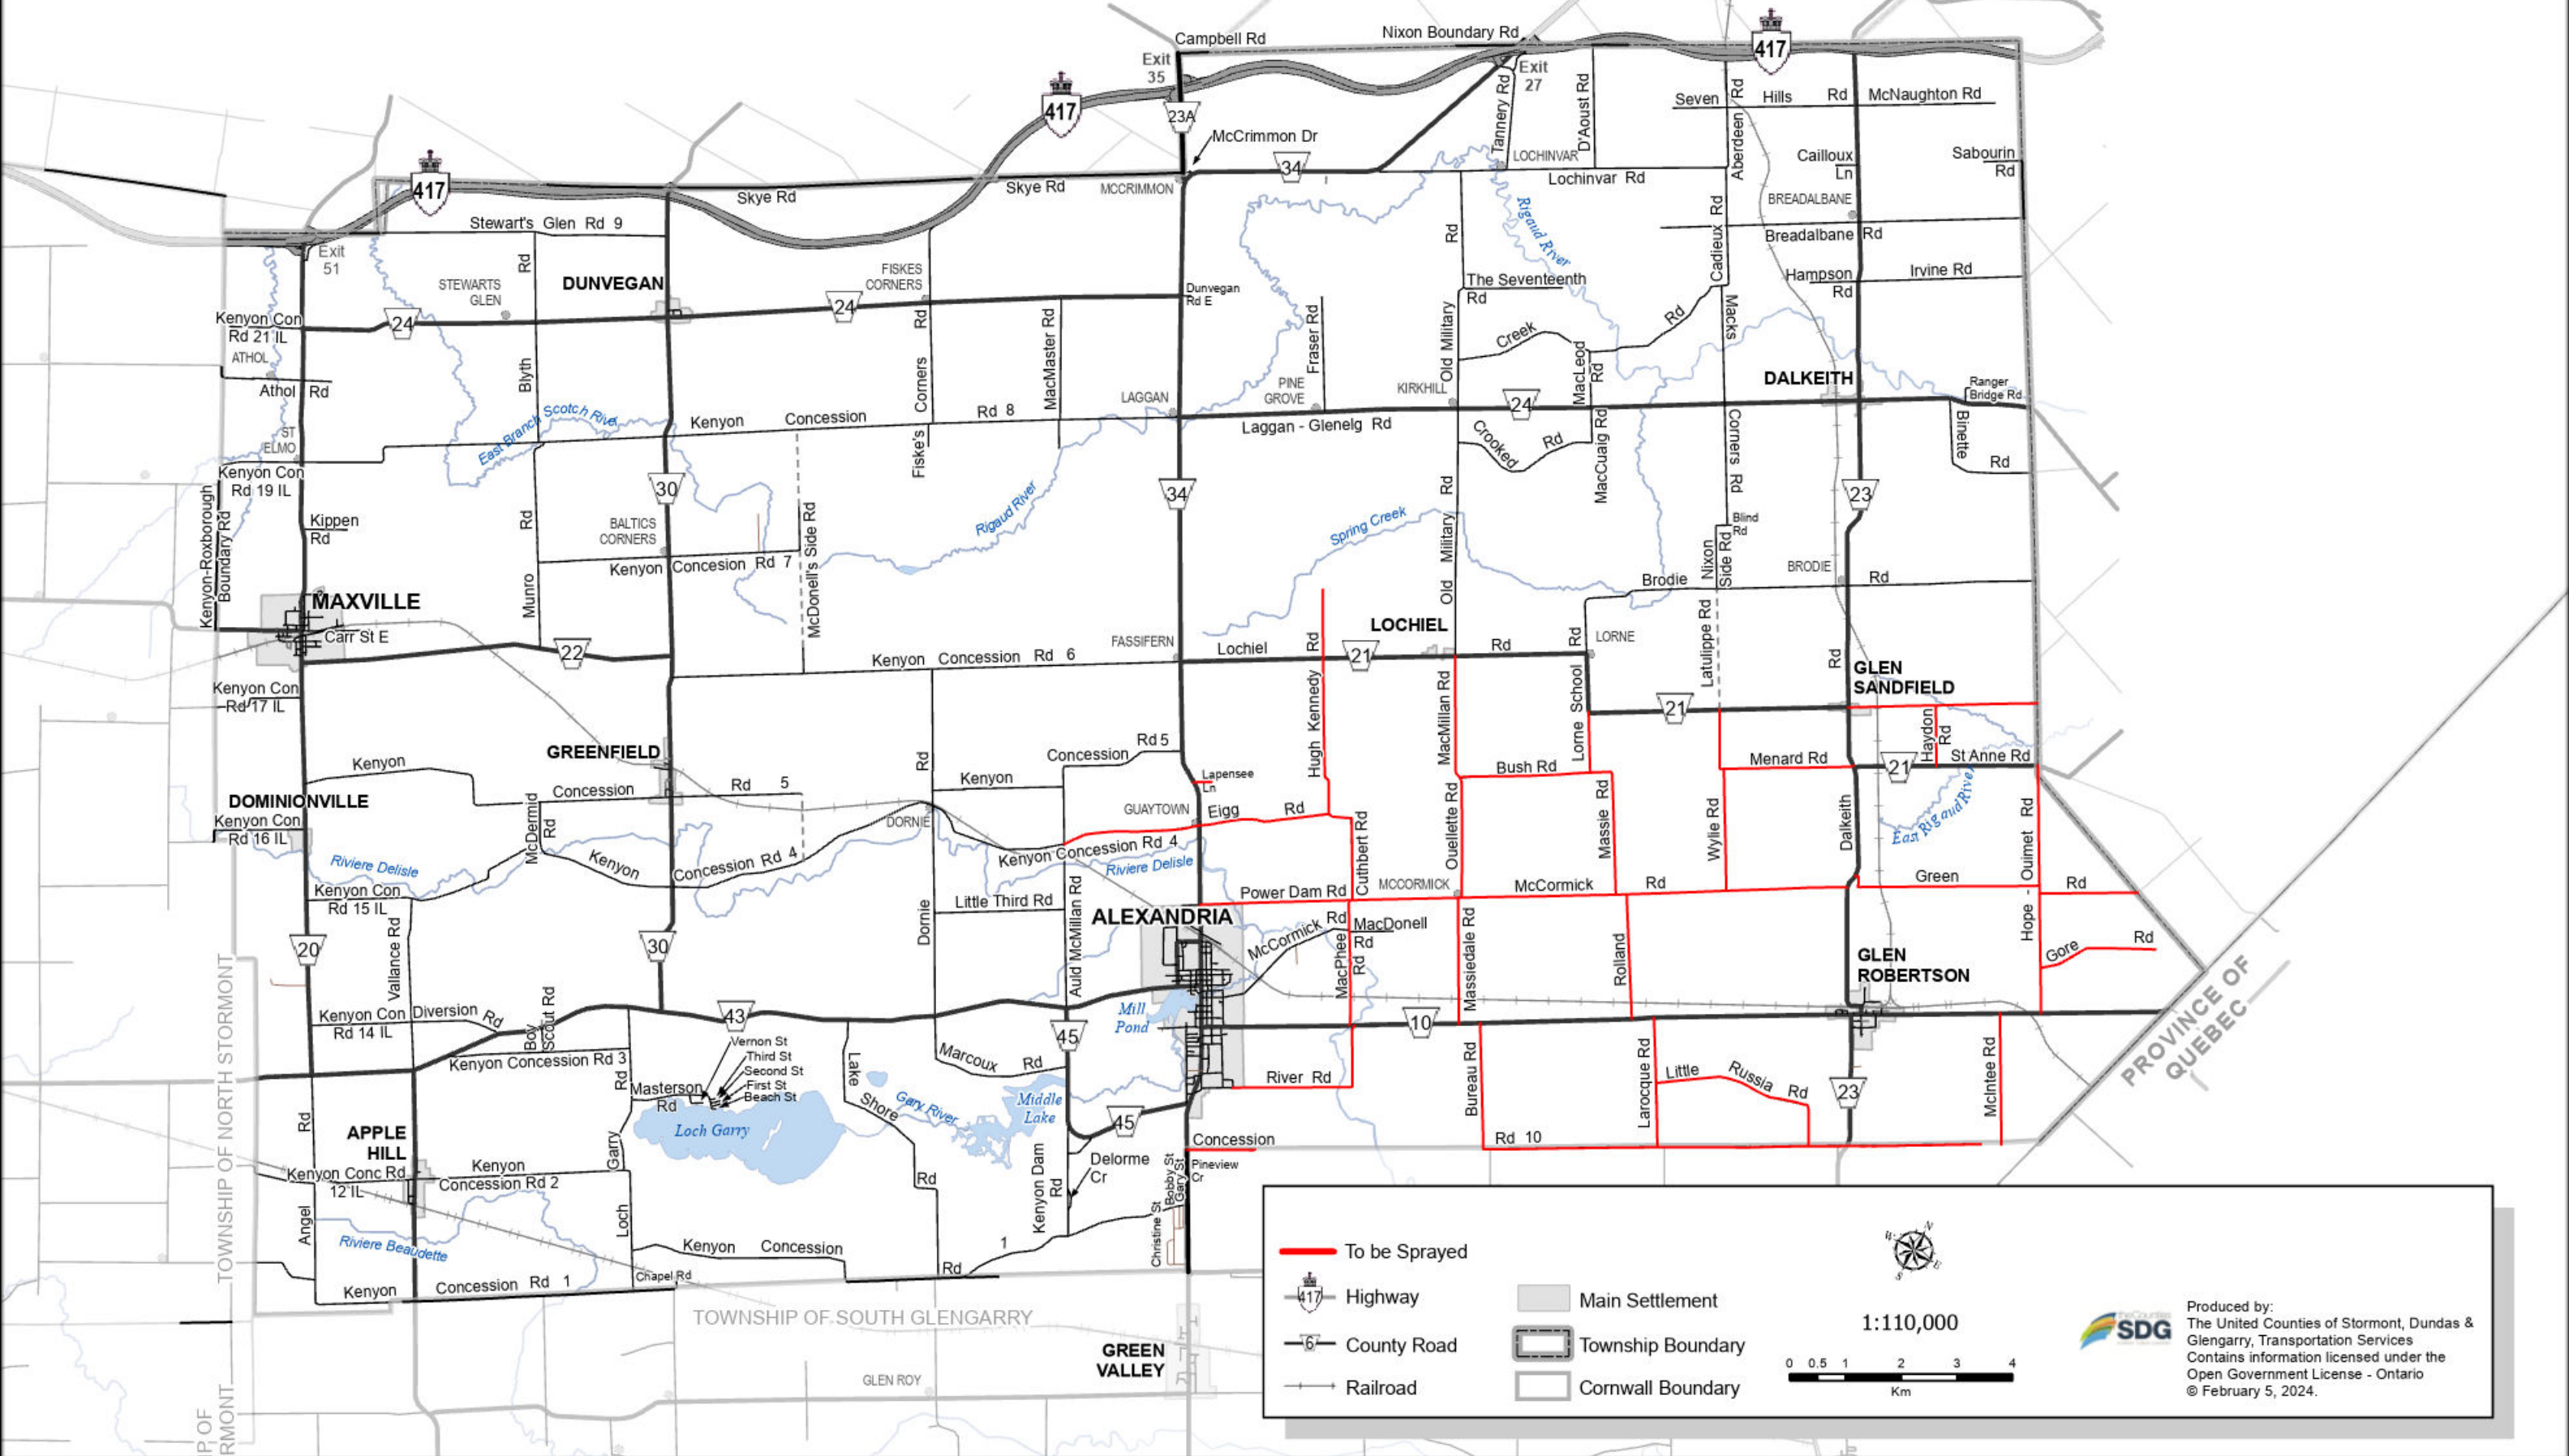 Campbell Rd
Nixon Boundary Rd
417
Exit
35
Exit
27
417
23A
Tannery Rd
D'Aoust Rd
Seven Hills Rd
McNaughton Rd
Aberdeen Rd
McCrimmon Dr
LOCHINVAR
Cailloux
Ln
Sabourin
Rd
417
34
Lochinvar Rd
Skye Rd
Skye Rd
MCCRIMMON
BREADALBANE
Stewart's Glen Rd 9
Rigaud River
Cadieux Rd
Breadalbane Rd
Exit
51
Rd
FISKES
CORNERS
Rd
STEWARTS
GLEN
DUNVEGAN
The Seventeenth
Rd
Hampson
Rd
Irvine Rd
Dunvegan
Rd E
24
24
Kenyon Con
Rd 21 IL
Rd
MacMaster Rd
Fraser Rd
Old Military
Creek
Rd
Macks
ATHOL
Blyth
Corners
MacLeod
Rd
Athol Rd
LAGGAN
PINE
GROVE
KIRKHILL
24
DALKEITH
Ranger
Bridge Rd
East Branch Scotch River
Kenyon Concession Rd 8
Laggan - Glenelg Rd
Corners Rd
Binette
Rd
ST
ELMO
Fiske's
Crooked
Rd
MacCuaig Rd
Kenyon Con
Rd 19 IL
30
34
Rd
23
Kenyon-Roxborough
Boundary Rd
Kippen
Rd
Rd
BALTICS
CORNERS
McDonell's Side Rd
Rigaud River
Spring Creek
Old Military
Blind
Rd
Nixon
Side Rd
Kenyon Concesion Rd 7
Munro
Brodie
BRODIE
Rd
MAXVILLE
Carr St E
22
Kenyon Concession Rd 6
FASSIFERN
Lochiel
Rd
21
LOCHIEL
Rd
Rd
LORNE
Latulippe Rd
Rd
GLEN
SANDFIELD
Kenyon Con
Rd 17 IL
Hugh Kennedy
MacMillan Rd
Lorne School
21
Haydon
Rd
Kenyon
GREENFIELD
Rd
Concession Rd 5
Kenyon
Lapensee
Ln
Bush Rd
Menard Rd
21
St Anne Rd
Concession Rd 5
DOMINIONVILLE
Kenyon Con
Rd 16 IL
McDermid
Rd
DORNIE
GUAYTOWN
Eigg Rd
Cuthbert Rd
Ouellette Rd
Massie Rd
Wylie Rd
Dalkeith
East Rigaud River
Hope - Ouimet Rd
Riviere Delisle
Kenyon Concession Rd 4
Kenyon Concession Rd 4
Riviere Delisle
Kenyon Con
Rd 15 IL
Power Dam Rd
MCCORMICK
McCormick Rd
Green Rd
Little Third Rd
Auld McMillan Rd
ALEXANDRIA
Dornie
20
Vallance Rd
30
McCormick Rd
MacDonell
Rd
MacPhee Rd
Massiedale Rd
Rolland
GLEN
ROBERTSON
Gore Rd
Kenyon Con
Rd 14 IL
Diversion Rd
Boy
Scout Rd
43
45
Mill
Pond
10
Kenyon Concession Rd 3
Vernon St
Third St
Second St
First St
Beach St
Masterson
Rd
Rd
Lake
Shore
Rd
Marcoux Rd
Middle
Lake
Garry River
Loch Garry
River Rd
Bureau Rd
Larocque Rd
Little Russia Rd
23
McIntee Rd
Rd
APPLE
HILL
45
Concession
Rd 10
Kenyon Conc Rd
12 IL
Kenyon
Concession Rd 2
Garry
Kenyon Dam
Rd
Delorme
Cr
Bobby St
Gary St
Pineview
Cr
Angel
Loch
Christine St
Riviere Beaudette
Kenyon Concession
Rd 1
Kenyon Concession Rd 1
Chapel Rd
TOWNSHIP OF NORTH STORMONT
TOWNSHIP OF SOUTH GLENGARRY
PROVINCE OF
QUEBEC
GREEN
VALLEY
GLEN ROY
P. OF
RMONT
To be Sprayed
417
Highway
6
County Road
Railroad
Main Settlement
Township Boundary
Cornwall Boundary
N
E
S
W
1:110,000
0 0.5 1 2 3 4
Km
SDG
Produced by:
The United Counties of Stormont, Dundas &
Glengarry, Transportation Services
Contains information licensed under the
Open Government License - Ontario
© February 5, 2024.